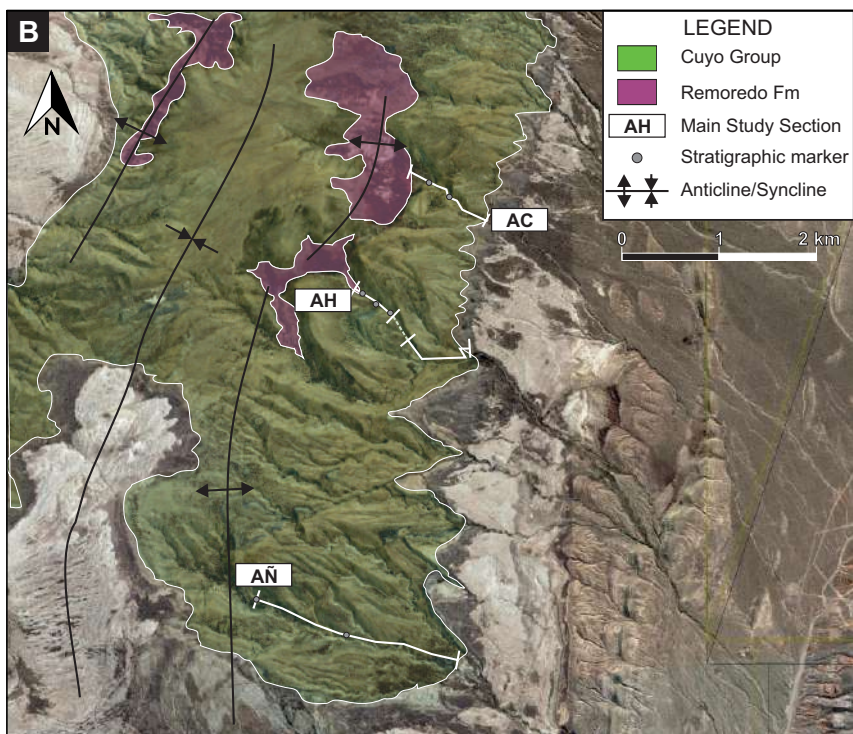 B
N
LEGEND
Cuyo Group
Remoredo Fm
AH Main Study Section
Stratigraphic marker
Anticline/Syncline
0 1 2 km
AC
AH
AÑ